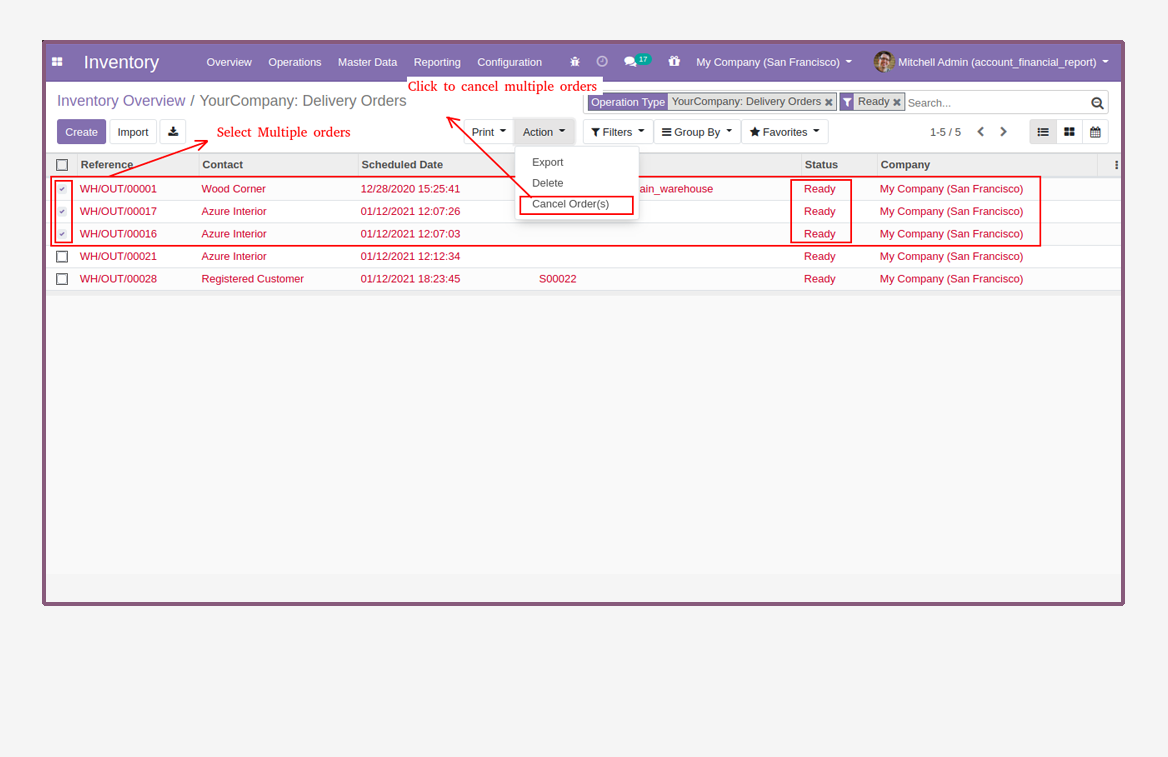 Inventory Overview Operations Master Data Reporting Configuration 17 My Company (San Francisco) Mitchell Admin (account_financial_report)
Click to cancel multiple orders
Inventory Overview / YourCompany: Delivery Orders
Operation Type YourCompany: Delivery Orders Ready Search...
Create Import Select Multiple orders Print Action Filters Group By Favorites 1-5 / 5
Export
Delete
Cancel Order(s)
Reference Contact Scheduled Date Status Company
WH/OUT/00001 Wood Corner 12/28/2020 15:25:41 ain_warehouse Ready My Company (San Francisco)
WH/OUT/00017 Azure Interior 01/12/2021 12:07:26 Ready My Company (San Francisco)
WH/OUT/00016 Azure Interior 01/12/2021 12:07:03 Ready My Company (San Francisco)
WH/OUT/00021 Azure Interior 01/12/2021 12:12:34 Ready My Company (San Francisco)
WH/OUT/00028 Registered Customer 01/12/2021 18:23:45 S00022 Ready My Company (San Francisco)